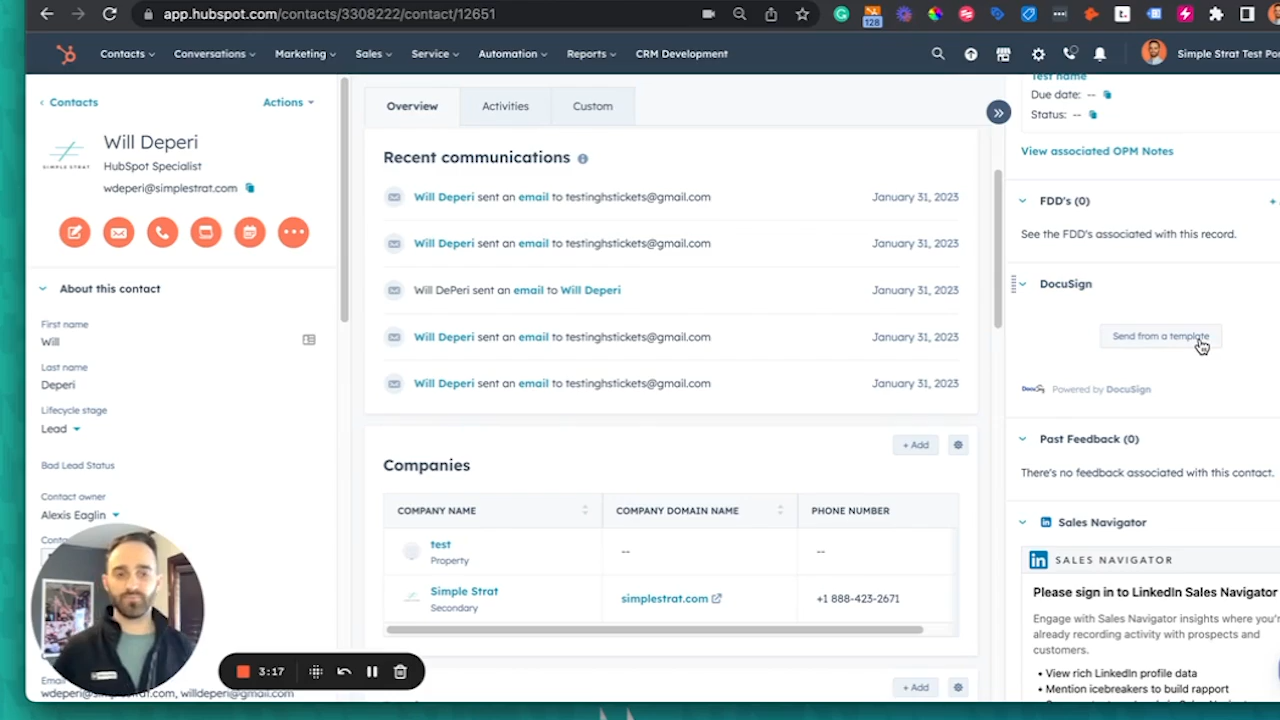 app.hubspot.com/contacts/3308222/contact/12651
128
Contacts
Conversations
Marketing
Sales
Service
Automation
Reports
CRM Development
Simple Strat Test Po
Contacts
Actions
SIMPLE STRAT
Will Deperi
HubSpot Specialist
wdeperi@simplestrat.com
About this contact
First name
Will
Last name
Deperi
Lifecycle stage
Lead
Bad Lead Status
Contact owner
Alexis Eaglin
Email
wdeperi@simplestrat.com, willdeperi@gmail.com
3:17
Overview
Activities
Custom
Recent communications
Will Deperi sent an email to testinghstickets@gmail.com
January 31, 2023
Will Deperi sent an email to testinghstickets@gmail.com
January 31, 2023
Will DePeri sent an email to Will Deperi
January 31, 2023
Will Deperi sent an email to testinghstickets@gmail.com
January 31, 2023
Will Deperi sent an email to testinghstickets@gmail.com
January 31, 2023
+ Add
Companies
COMPANY NAME
COMPANY DOMAIN NAME
PHONE NUMBER
test
Property
--
--
Simple Strat
Secondary
simplestrat.com
+1 888-423-2671
+ Add
Test name
Due date: --
Status: --
View associated OPM Notes
FDD's (0)
+
See the FDD's associated with this record.
DocuSign
Send from a template
Powered by DocuSign
Past Feedback (0)
There's no feedback associated with this contact.
Sales Navigator
in SALES NAVIGATOR
Please sign in to LinkedIn Sales Navigator
Engage with Sales Navigator insights where you'r
already recording activity with prospects and
customers.
• View rich LinkedIn profile data
• Mention icebreakers to build rapport